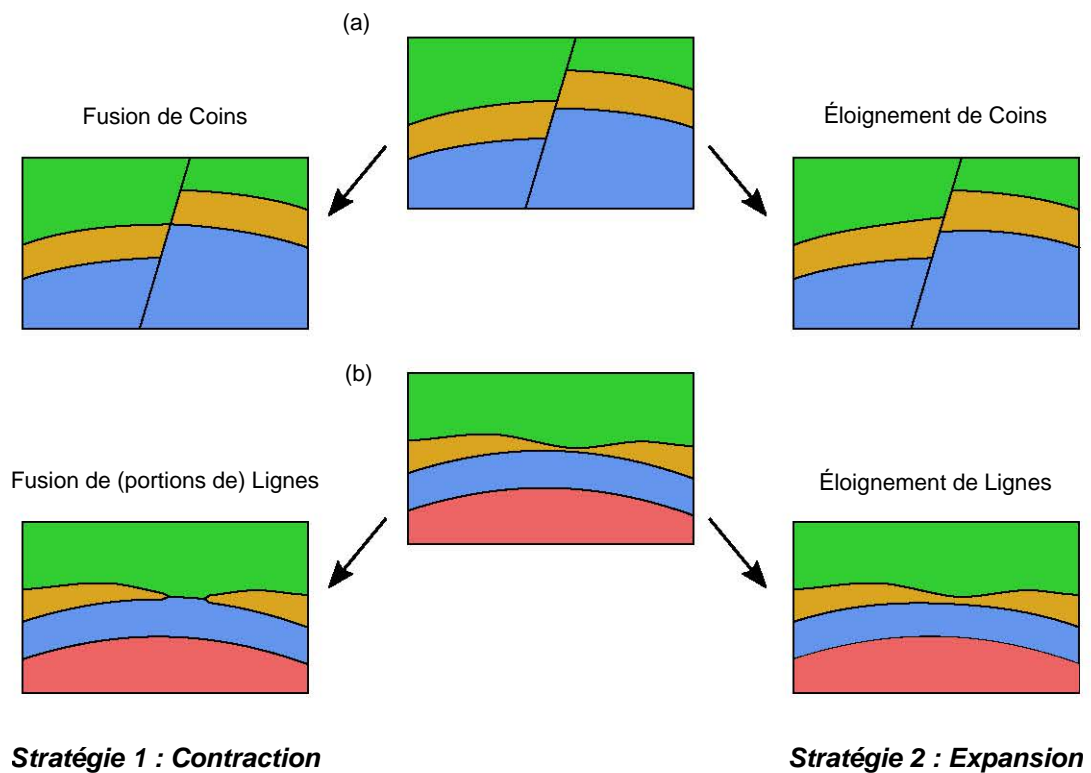 (a)
Fusion de Coins
Éloignement de Coins
(b)
Fusion de (portions de) Lignes
Éloignement de Lignes
Stratégie 1 : Contraction
Stratégie 2 : Expansion